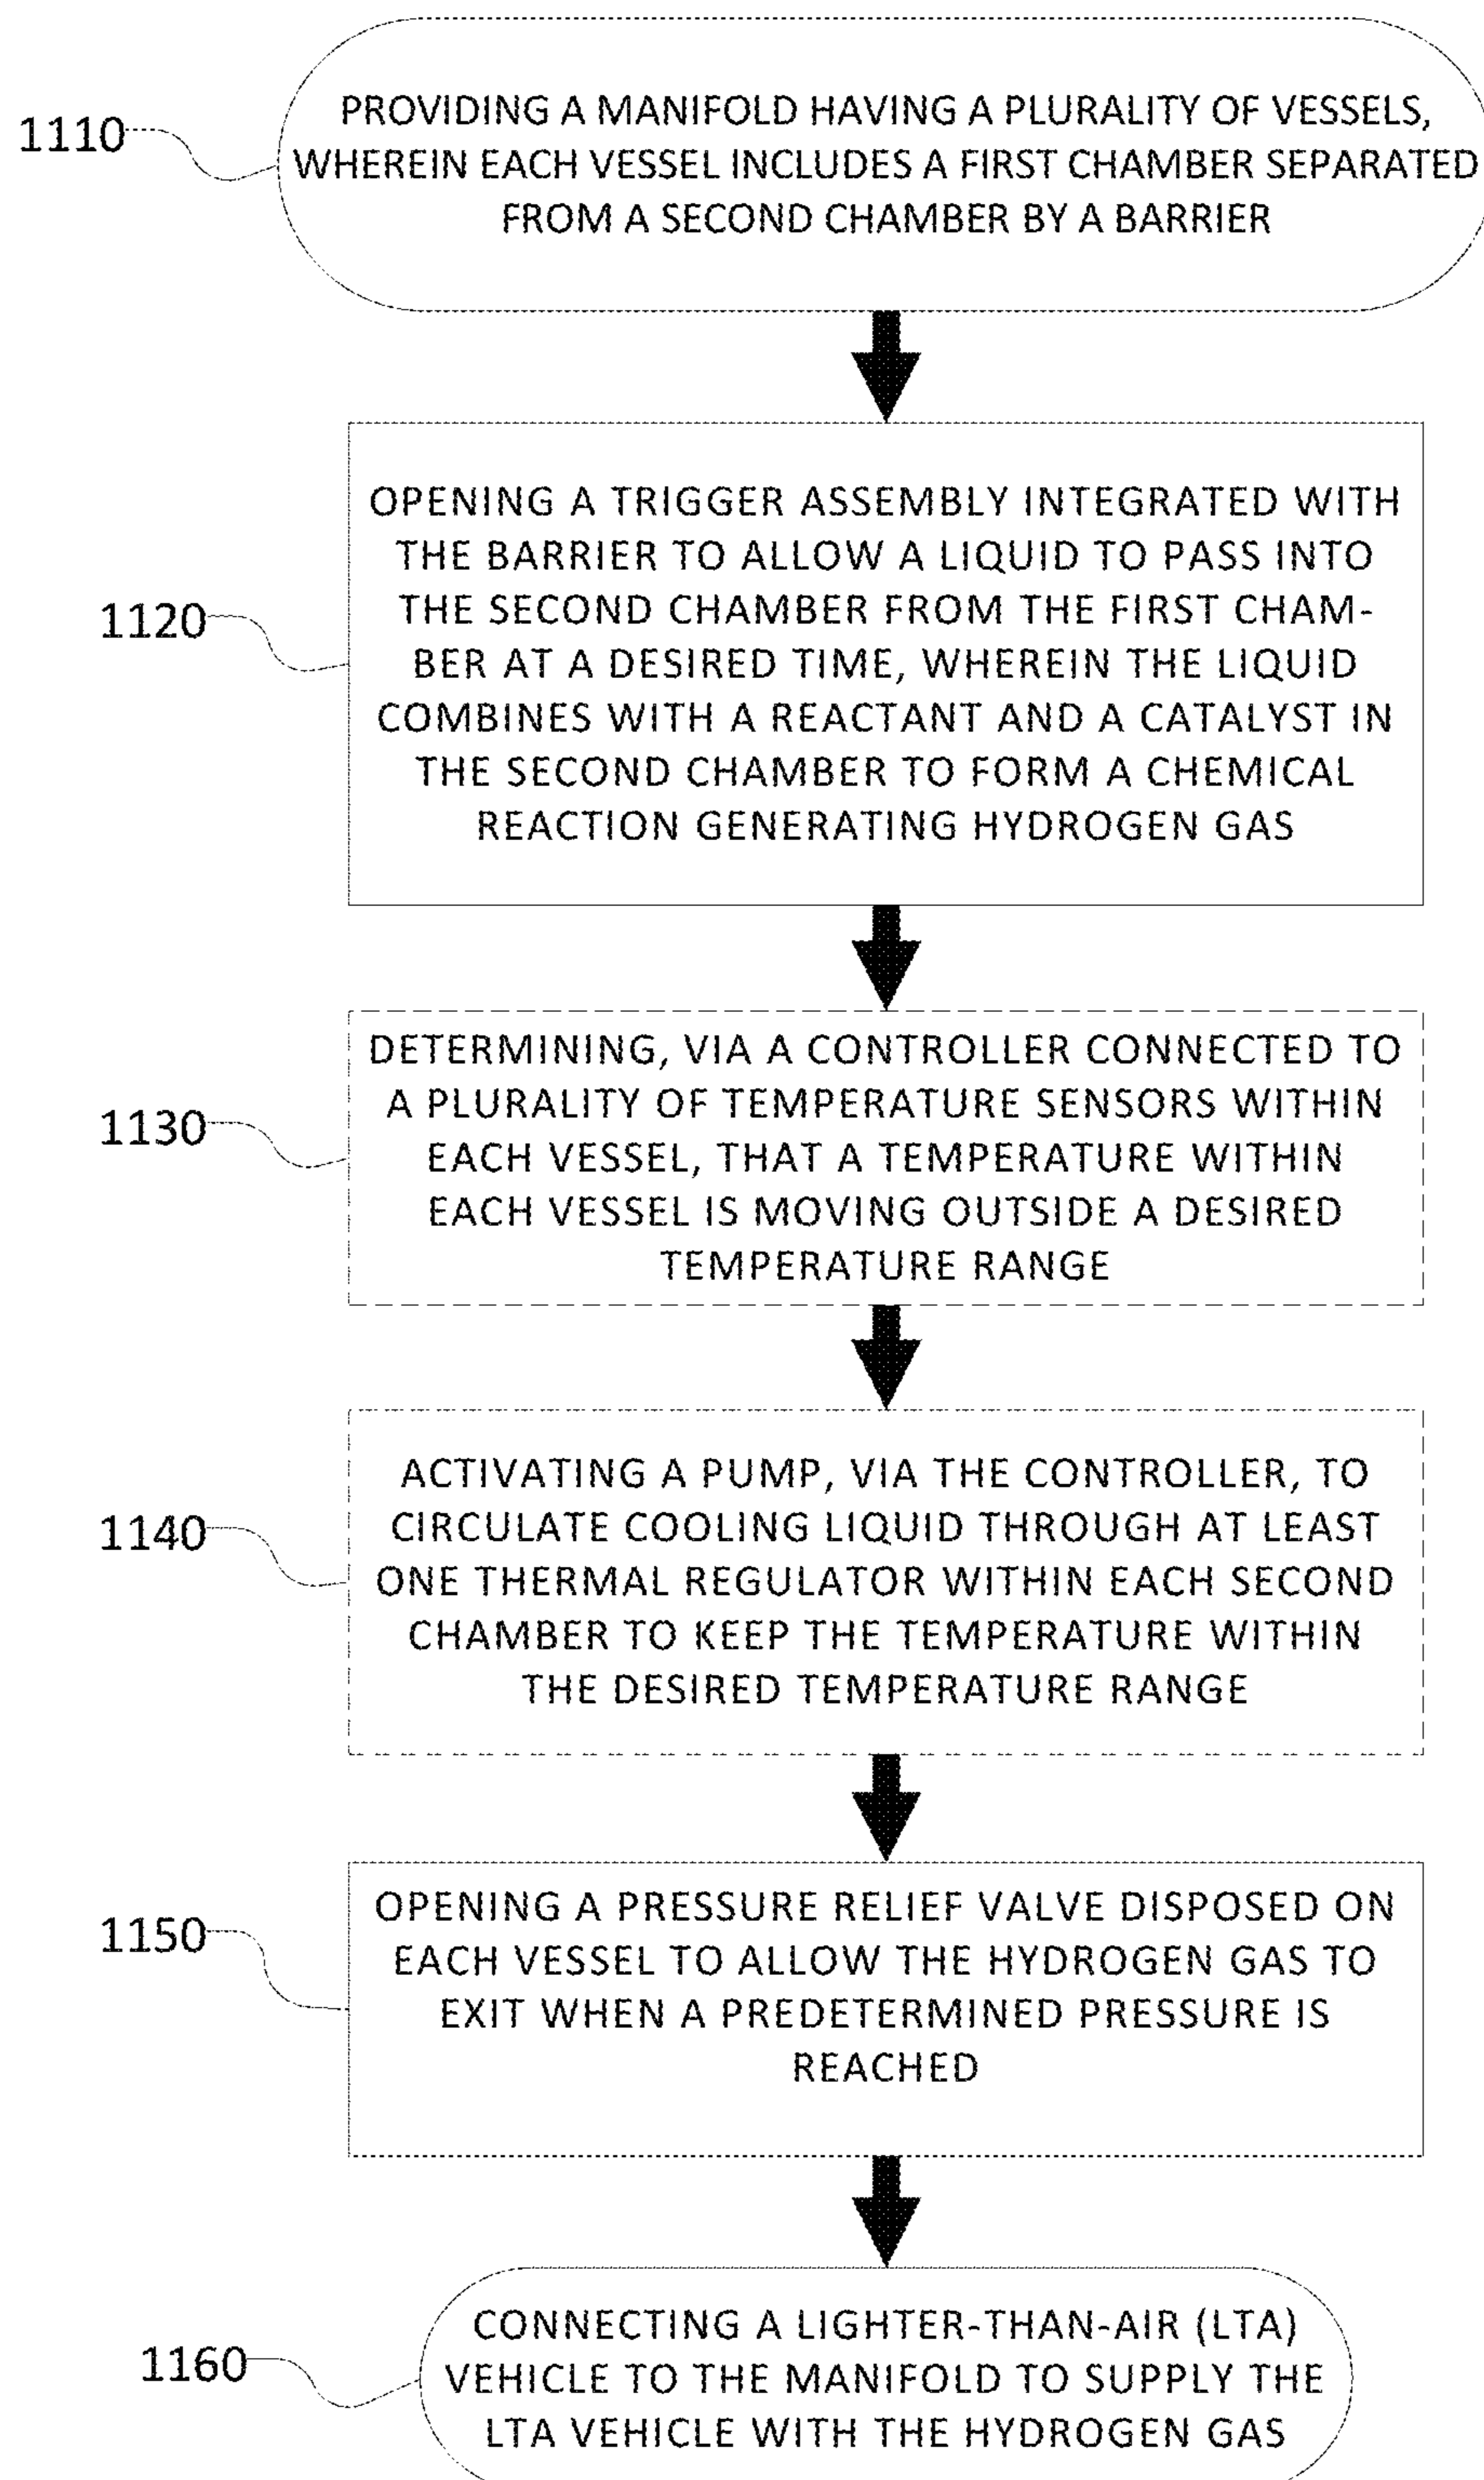 1110
PROVIDING A MANIFOLD HAVING A PLURALITY OF VESSELS,
WHEREIN EACH VESSEL INCLUDES A FIRST CHAMBER SEPARATED
FROM A SECOND CHAMBER BY A BARRIER
1120
OPENING A TRIGGER ASSEMBLY INTEGRATED WITH
THE BARRIER TO ALLOW A LIQUID TO PASS INTO
THE SECOND CHAMBER FROM THE FIRST CHAM-
BER AT A DESIRED TIME, WHEREIN THE LIQUID
COMBINES WITH A REACTANT AND A CATALYST IN
THE SECOND CHAMBER TO FORM A CHEMICAL
REACTION GENERATING HYDROGEN GAS
1130
DETERMINING, VIA A CONTROLLER CONNECTED TO
A PLURALITY OF TEMPERATURE SENSORS WITHIN
EACH VESSEL, THAT A TEMPERATURE WITHIN
EACH VESSEL IS MOVING OUTSIDE A DESIRED
TEMPERATURE RANGE
1140
ACTIVATING A PUMP, VIA THE CONTROLLER, TO
CIRCULATE COOLING LIQUID THROUGH AT LEAST
ONE THERMAL REGULATOR WITHIN EACH SECOND
CHAMBER TO KEEP THE TEMPERATURE WITHIN
THE DESIRED TEMPERATURE RANGE
1150
OPENING A PRESSURE RELIEF VALVE DISPOSED ON
EACH VESSEL TO ALLOW THE HYDROGEN GAS TO
EXIT WHEN A PREDETERMINED PRESSURE IS
REACHED
1160
CONNECTING A LIGHTER-THAN-AIR (LTA)
VEHICLE TO THE MANIFOLD TO SUPPLY THE
LTA VEHICLE WITH THE HYDROGEN GAS